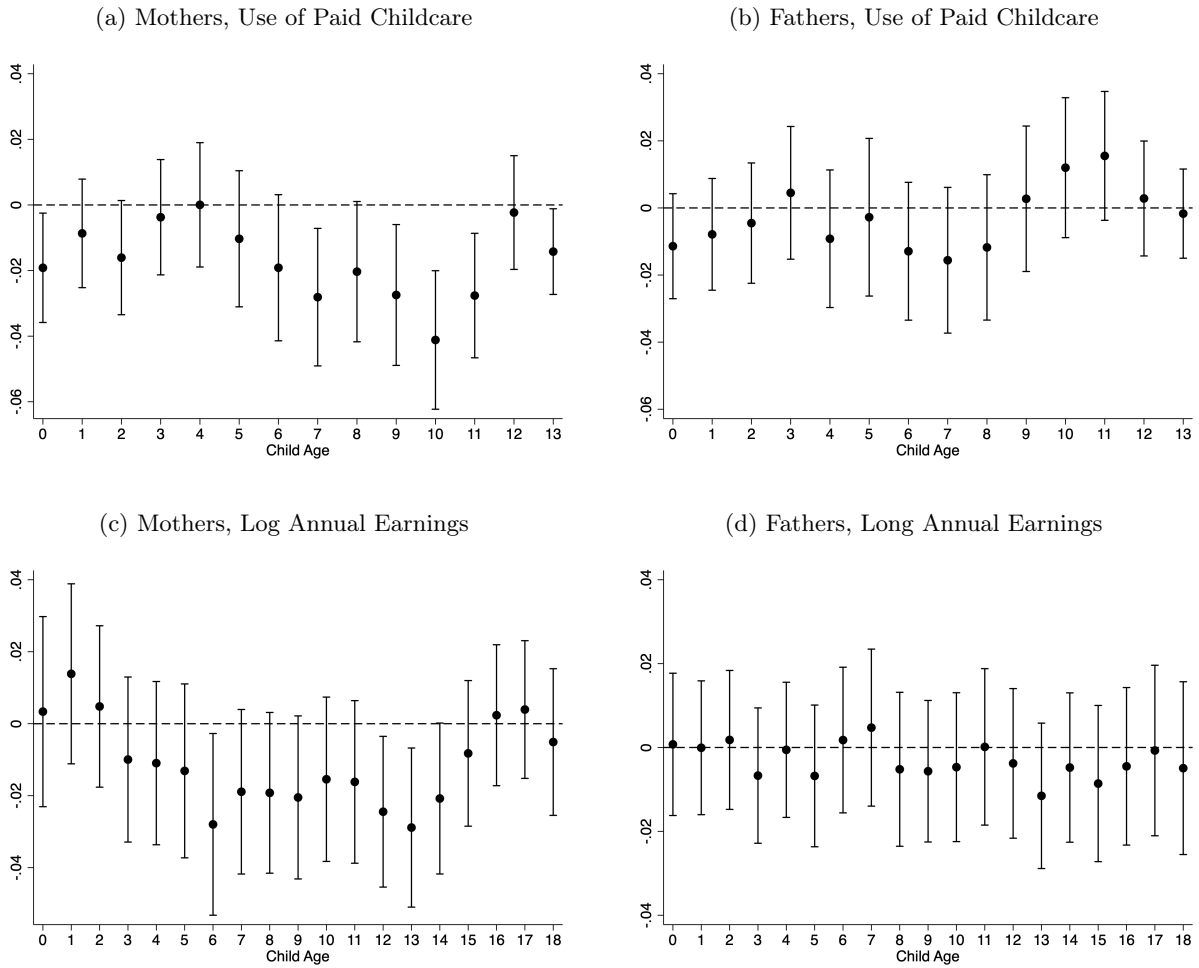 (a) Mothers, Use of Paid Childcare
.04
.02
0
-.02
-.04
-.06
0 1 2 3 4 5 6 7 8 9 10 11 12 13
Child Age
(b) Fathers, Use of Paid Childcare
.04
.02
0
-.02
-.04
-.06
0 1 2 3 4 5 6 7 8 9 10 11 12 13
Child Age
(c) Mothers, Log Annual Earnings
.04
.02
0
-.02
-.04
0 1 2 3 4 5 6 7 8 9 10 11 12 13 14 15 16 17 18
Child Age
(d) Fathers, Long Annual Earnings
.04
.02
0
-.02
-.04
0 1 2 3 4 5 6 7 8 9 10 11 12 13 14 15 16 17 18
Child Age